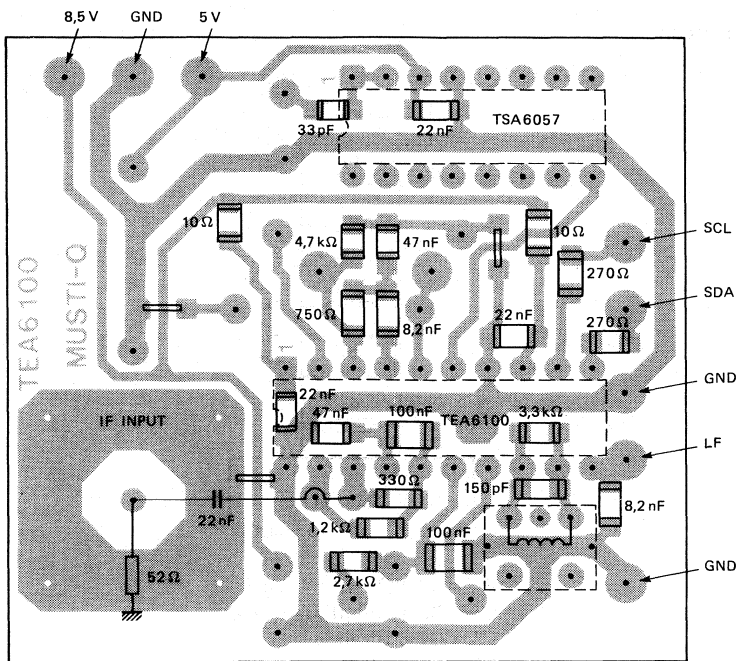 8,5 V GND 5 V
1
33 pF 22 nF TSA6057
10 Ω 4,7 kΩ 47 nF 10 Ω SCL
270 Ω
TEA6100
MUSTI-Q
750 Ω 8,2 nF 22 nF 270 Ω SDA
1
GND
22 nF
IF INPUT 47 nF 100 nF TEA6100 3,3 kΩ
LF
330 Ω 150 pF
22 nF 1,2 kΩ 8,2 nF
100 nF
52 Ω 2,7 kΩ GND